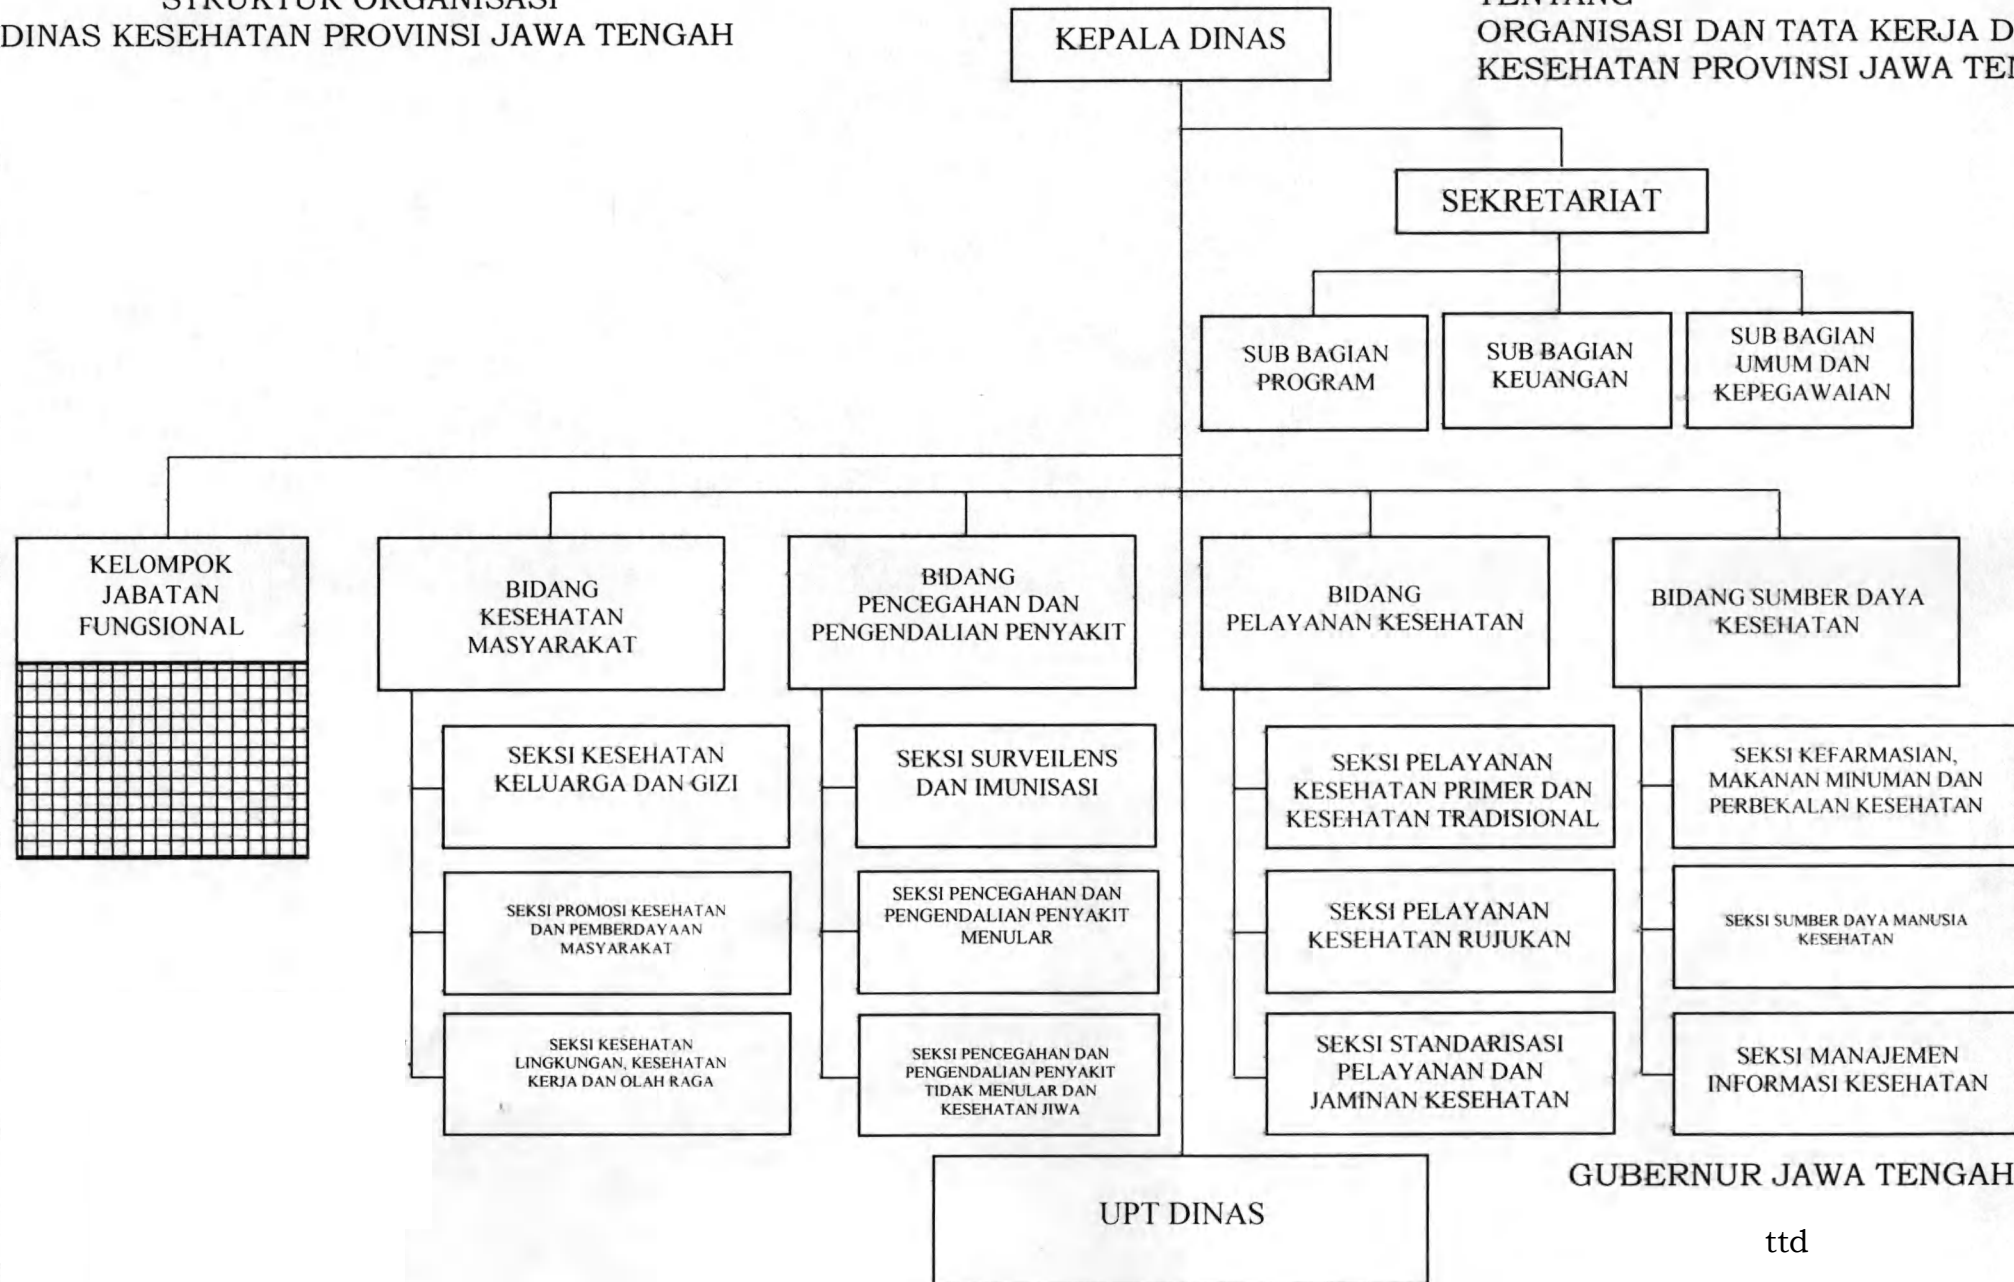 STRUKTUR ORGANISASI
DINAS KESEHATAN PROVINSI JAWA TENGAH
TENTANG
ORGANISASI DAN TATA KERJA D
KESEHATAN PROVINSI JAWA TEN
KEPALA DINAS
SEKRETARIAT
SUB BAGIAN
PROGRAM
SUB BAGIAN
KEUANGAN
SUB BAGIAN
UMUM DAN
KEPEGAWAIAN
KELOMPOK
JABATAN
FUNGSIONAL
BIDANG
KESEHATAN
MASYARAKAT
BIDANG
PENCEGAHAN DAN
PENGENDALIAN PENYAKIT
BIDANG
PELAYANAN KESEHATAN
BIDANG SUMBER DAYA
KESEHATAN
SEKSI KESEHATAN
KELUARGA DAN GIZI
SEKSI SURVEILENS
DAN IMUNISASI
SEKSI PELAYANAN
KESEHATAN PRIMER DAN
KESEHATAN TRADISIONAL
SEKSI KEFARMASIAN,
MAKANAN MINUMAN DAN
PERBEKALAN KESEHATAN
SEKSI PROMOSI KESEHATAN
DAN PEMBERDAYAAN
MASYARAKAT
SEKSI PENCEGAHAN DAN
PENGENDALIAN PENYAKIT
MENULAR
SEKSI PELAYANAN
KESEHATAN RUJUKAN
SEKSI SUMBER DAYA MANUSIA
KESEHATAN
SEKSI KESEHATAN
LINGKUNGAN, KESEHATAN
KERJA DAN OLAH RAGA
SEKSI PENCEGAHAN DAN
PENGENDALIAN PENYAKIT
TIDAK MENULAR DAN
KESEHATAN JIWA
SEKSI STANDARISASI
PELAYANAN DAN
JAMINAN KESEHATAN
SEKSI MANAJEMEN
INFORMASI KESEHATAN
UPT DINAS
GUBERNUR JAWA TENGAH
ttd